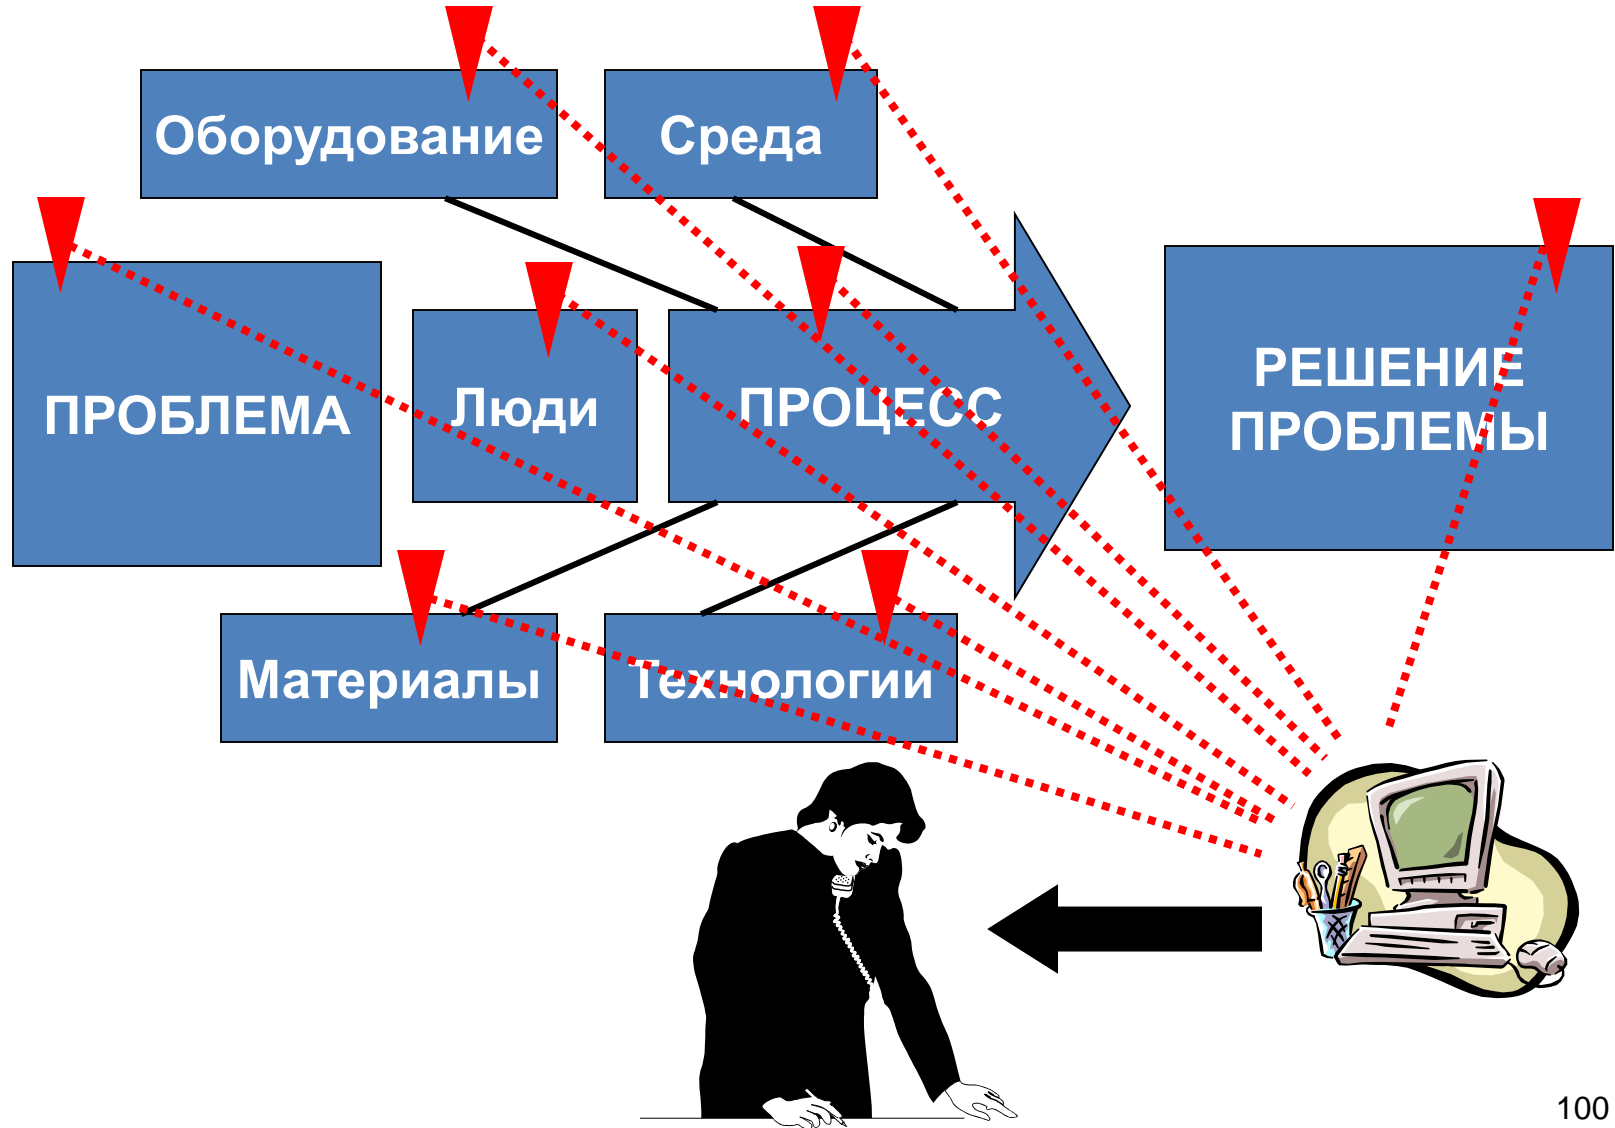 Оборудование
Среда
ПРОБЛЕМА
Люди
ПРОЦЕСС
РЕШЕНИЕ
ПРОБЛЕМЫ
Материалы
Технологии
100